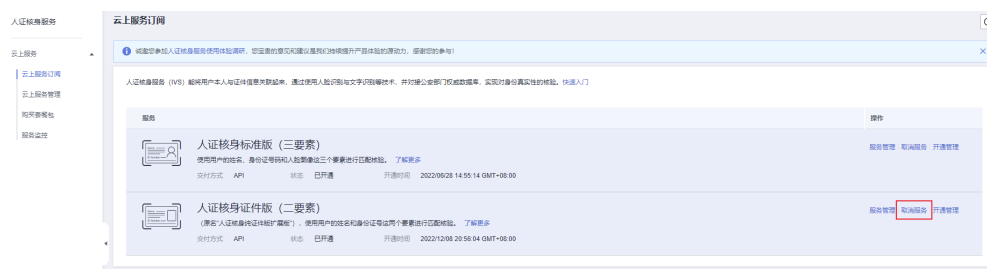 人证核身服务
云上服务订阅
诚邀您参加人证核身服务使用体验调研，您宝贵的意见和建议是我们持续提升产品体验的源动力，感谢您的参与！
云上服务
云上服务订阅
云上服务管理
购买套餐包
服务监控
人证核身服务（IVS）能将用户本人与证件信息关联起来，通过使用人脸识别与文字识别等技术，并对接公安部门权威数据库，实现对身份真实性的核验。快速入门
服务 操作
人证核身标准版（三要素） 服务管理 取消服务 开通管理
使用用户的姓名、身份证号码和人脸图像这三个要素进行匹配核验。 了解更多
交付方式 API 状态 已开通 开通时间 2022/06/28 14:55:14 GMT+08:00
人证核身证件版（二要素） 服务管理 取消服务 开通管理
（原名“人证核身纯证件版扩展版”），使用用户的姓名和身份证号这两个要素进行匹配核验。 了解更多
交付方式 API 状态 已开通 开通时间 2022/12/08 20:56:04 GMT+08:00